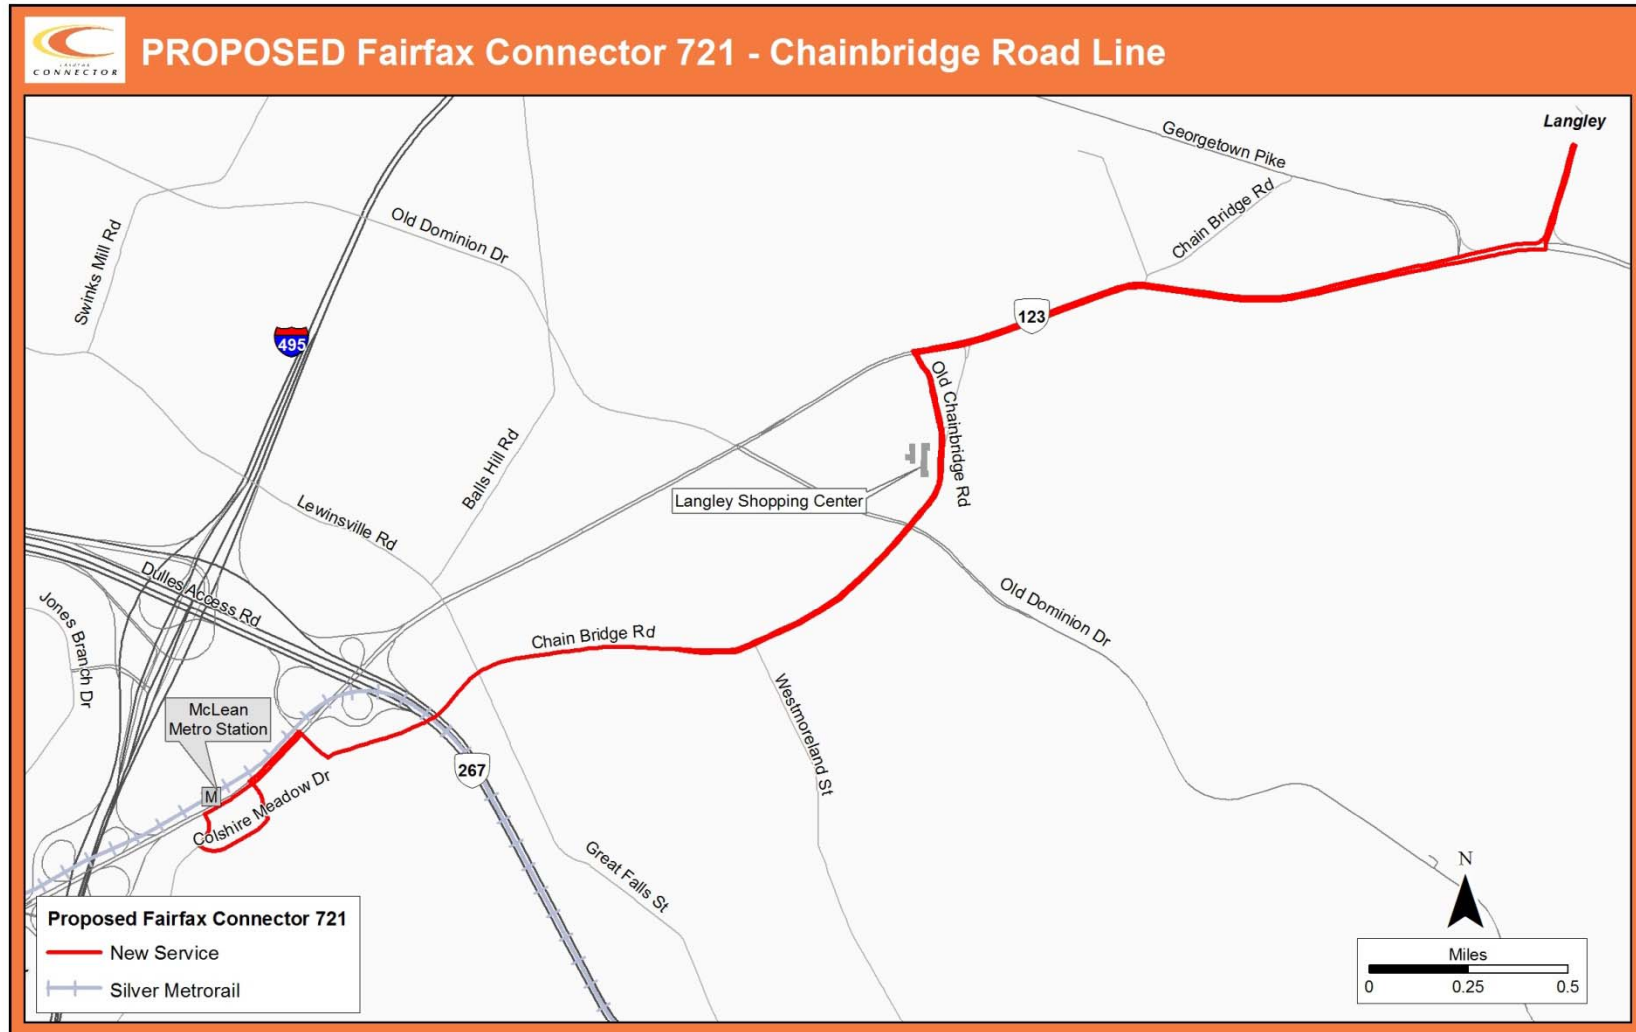 CONNECTOR
PROPOSED Fairfax Connector 721 - Chainbridge Road Line
Langley
Georgetown Pike
Chain Bridge Rd
Old Dominion Dr
Swinks Mill Rd
495
123
Old Chainbridge Rd
Balls Hill Rd
Langley Shopping Center
Lewinsville Rd
Dulles Access Rd
Jones Branch Dr
Old Dominion Dr
Chain Bridge Rd
Westmoreland St
McLean
Metro Station
267
M
Colshire Meadow Dr
Great Falls St
N
Proposed Fairfax Connector 721
New Service
Silver Metrorail
Miles
0 0.25 0.5